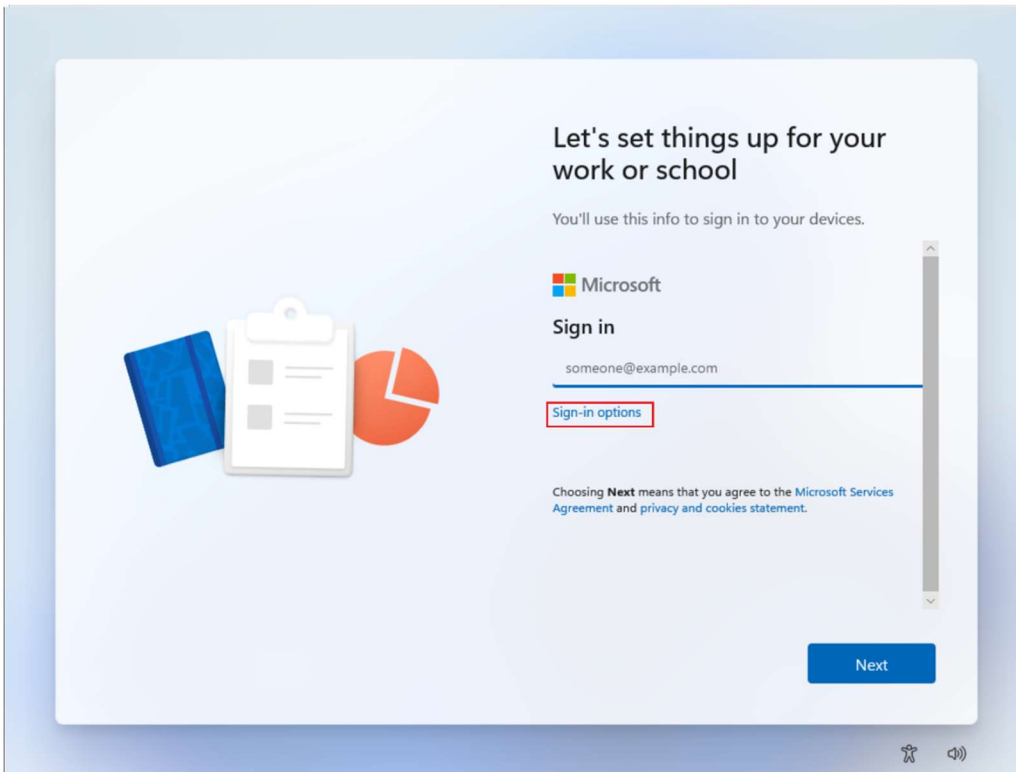 Let's set things up for your
work or school
You'll use this info to sign in to your devices.
Microsoft
Sign in
someone@example.com
Sign-in options
Choosing Next means that you agree to the Microsoft Services
Agreement and privacy and cookies statement.
Next